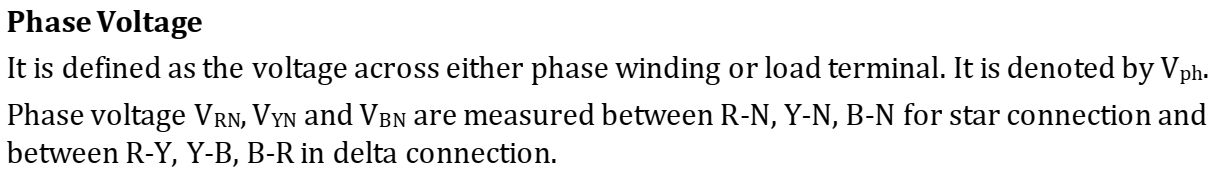 Phase Voltage
It is defined as the voltage across either phase winding or load terminal. It is denoted by Vph.
Phase voltage VRN, VYN and VBN are measured between R-N, Y-N, B-N for star connection and
between R-Y, Y-B, B-R in delta connection.